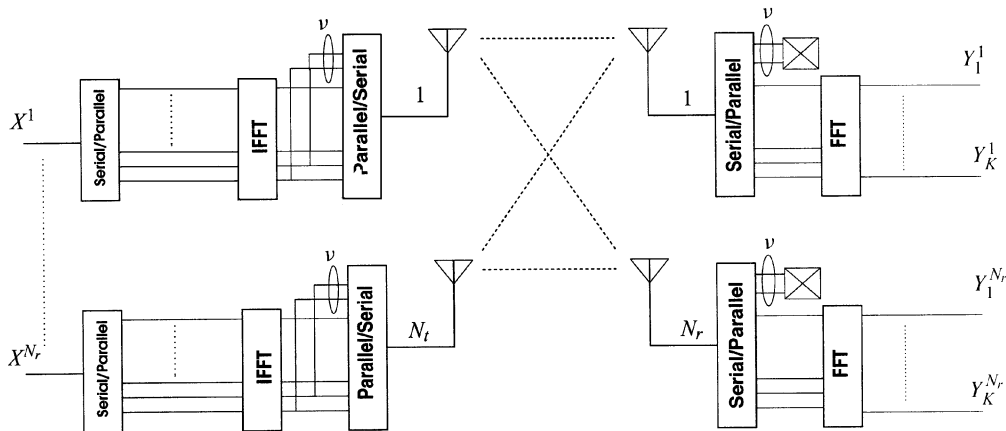 X^1
Serial/Parallel
IFFT
ν
Parallel/Serial
1
1
Serial/Parallel
ν
FFT
Y_1^1
Y_K^1
X^{N_r}
Serial/Parallel
IFFT
ν
Parallel/Serial
N_t
N_r
Serial/Parallel
ν
FFT
Y_1^{N_r}
Y_K^{N_r}